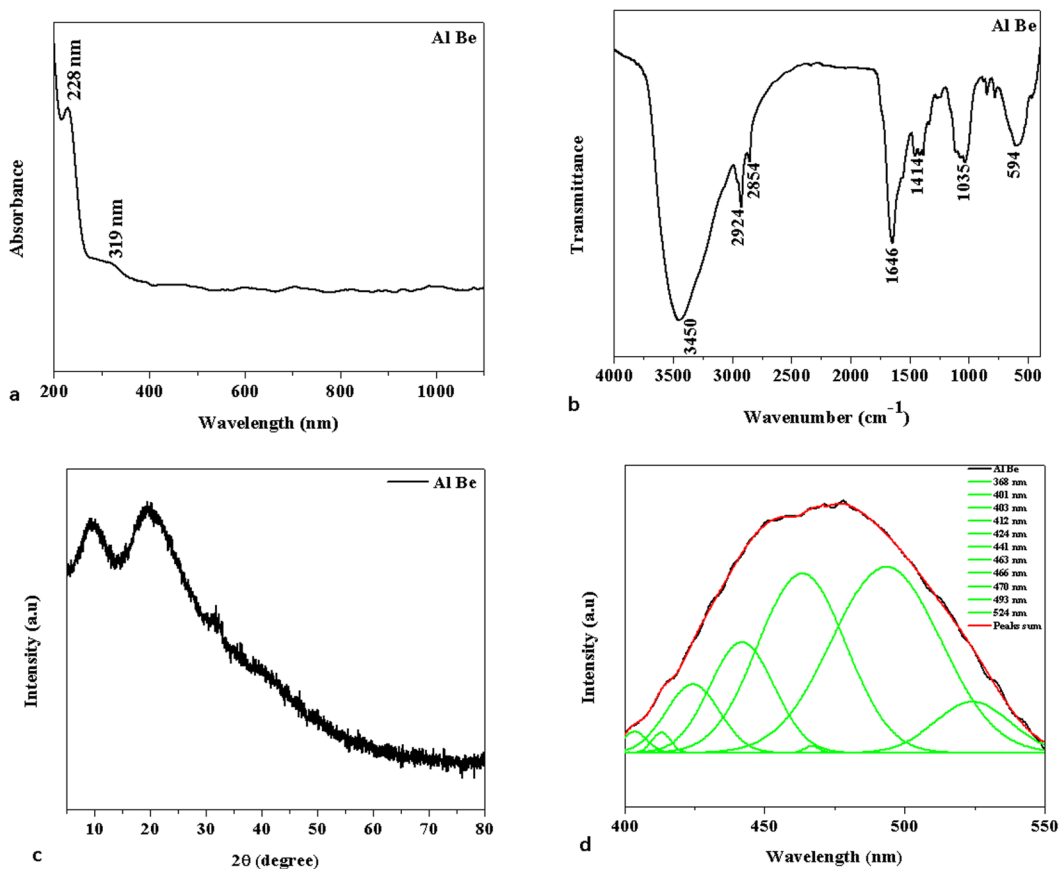 Al Be
228 nm
319 nm
Absorbance
200 400 600 800 1000
Wavelength (nm)
a
Al Be
2854
2924
3450
1646
1414
1035
594
Transmittance
4000 3500 3000 2500 2000 1500 1000 500
Wavenumber (cm-1)
b
Al Be
Intensity (a.u)
10 20 30 40 50 60 70 80
2θ (degree)
c
Al Be
368 nm
401 nm
403 nm
412 nm
424 nm
441 nm
463 nm
466 nm
470 nm
493 nm
524 nm
Peaks sum
Intensity (a.u)
400 450 500 550
Wavelength (nm)
d